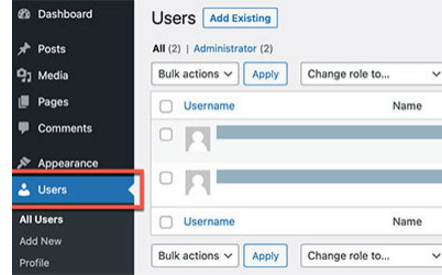 Dashboard
Posts
Media
Pages
Comments
Appearance
Users
All Users
Add New
Profile
Users Add Existing
All (2) | Administrator (2)
Bulk actions Apply Change role to...
Username Name
Username Name
Bulk actions Apply Change role to...